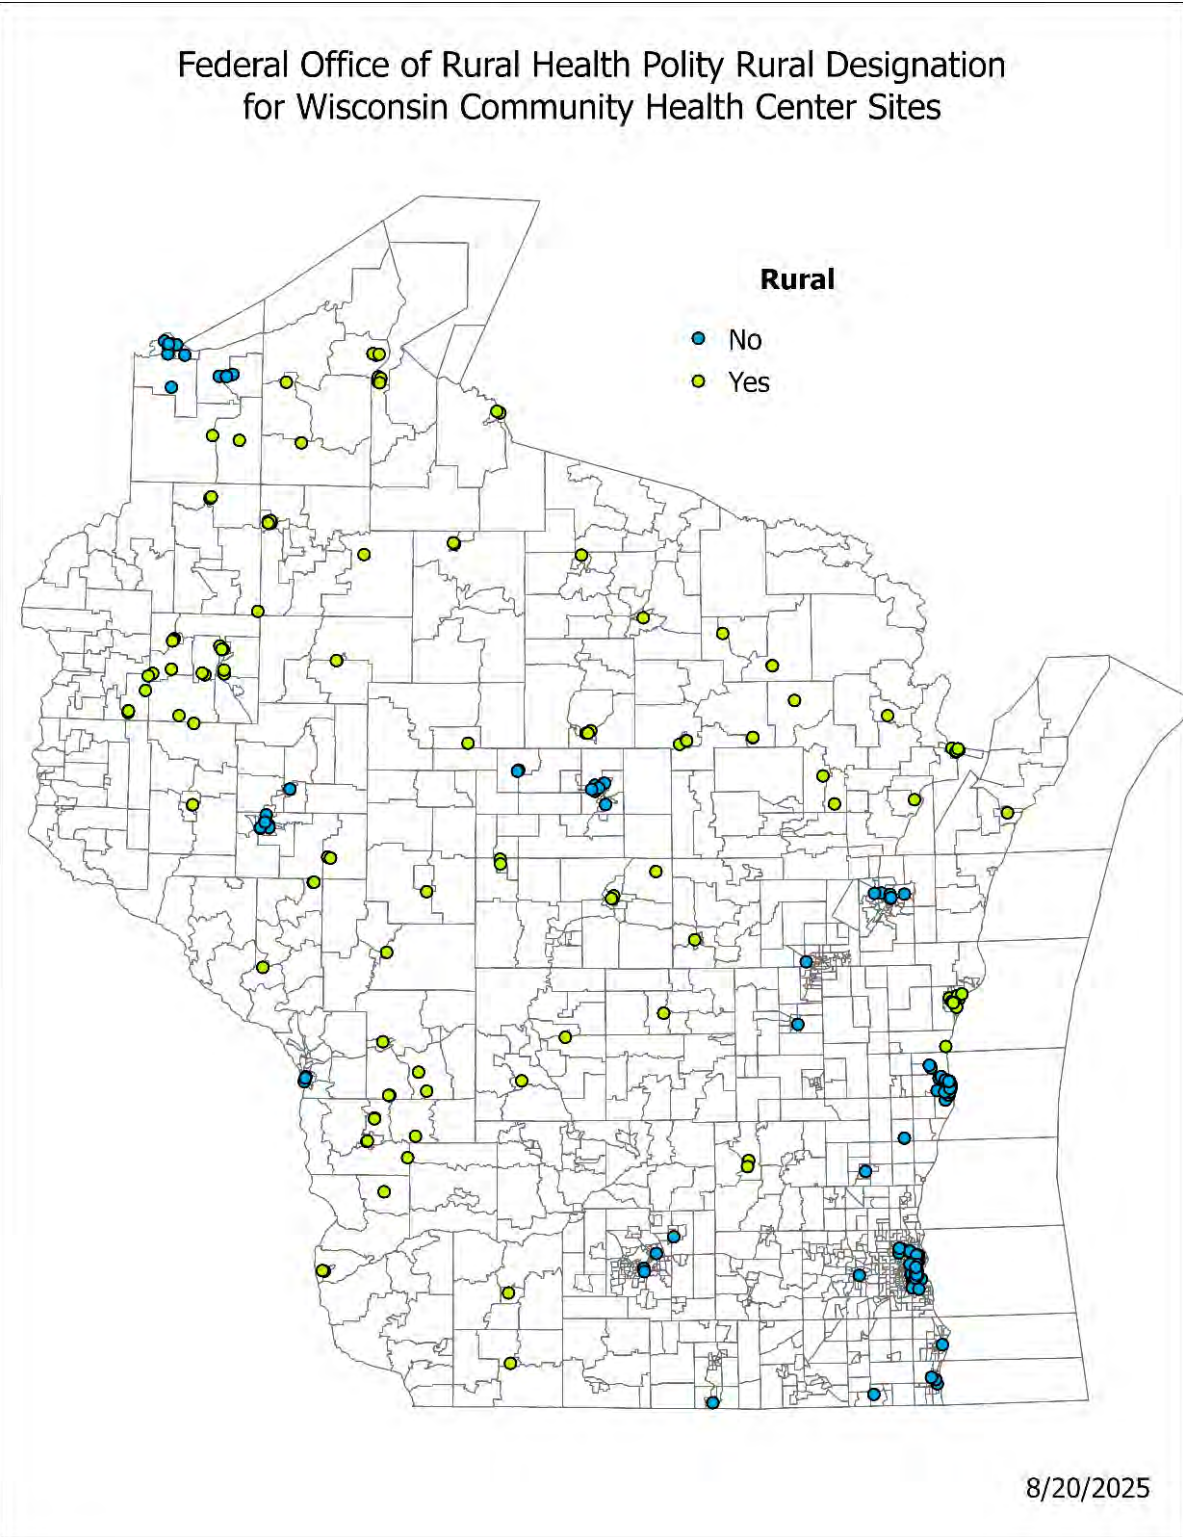 Federal Office of Rural Health Polity Rural Designation
for Wisconsin Community Health Center Sites
Rural
No
Yes
8/20/2025